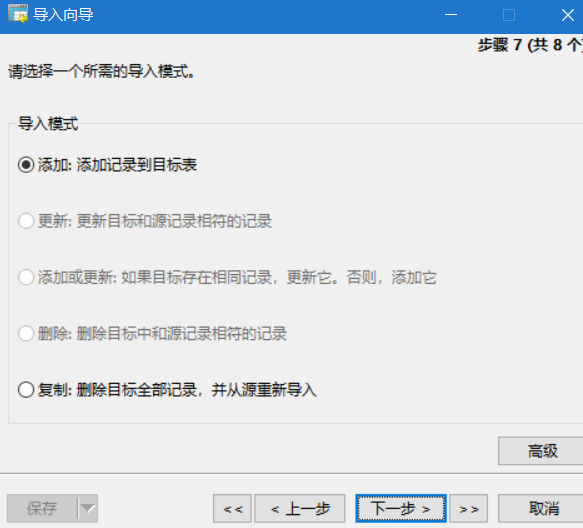 导入向导
步骤 7 (共 8 个)
请选择一个所需的导入模式。
导入模式
添加: 添加记录到目标表
更新: 更新目标和源记录相符的记录
添加或更新: 如果目标存在相同记录，更新它。否则，添加它
删除: 删除目标中和源记录相符的记录
复制: 删除目标全部记录，并从源重新导入
高级
保存 << < 上一步 下一步 > >> 取消